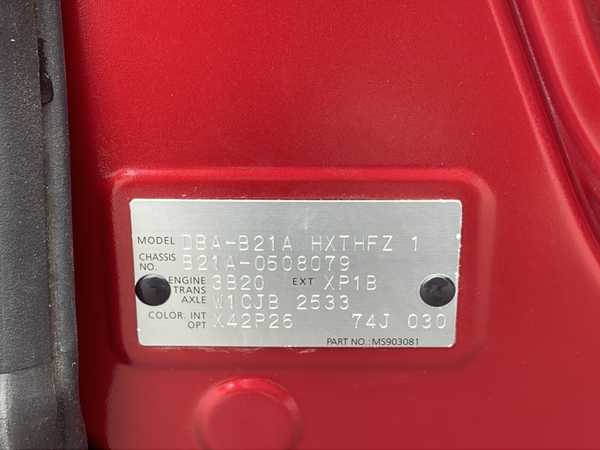 MODEL DBA-B21A HXTHFZ 1
CHASSIS NO. B21A-0508079
ENGINE 3B20 EXT XP1B
TRANS AXLE W1CJB 2533
COLOR. INT OPT X42P26 74J 030
PART NO.:MS903081